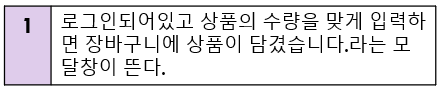 1
로그인되어있고 상품의 수량을 맞게 입력하
면 장바구니에 상품이 담겼습니다.라는 모
달창이 뜬다.